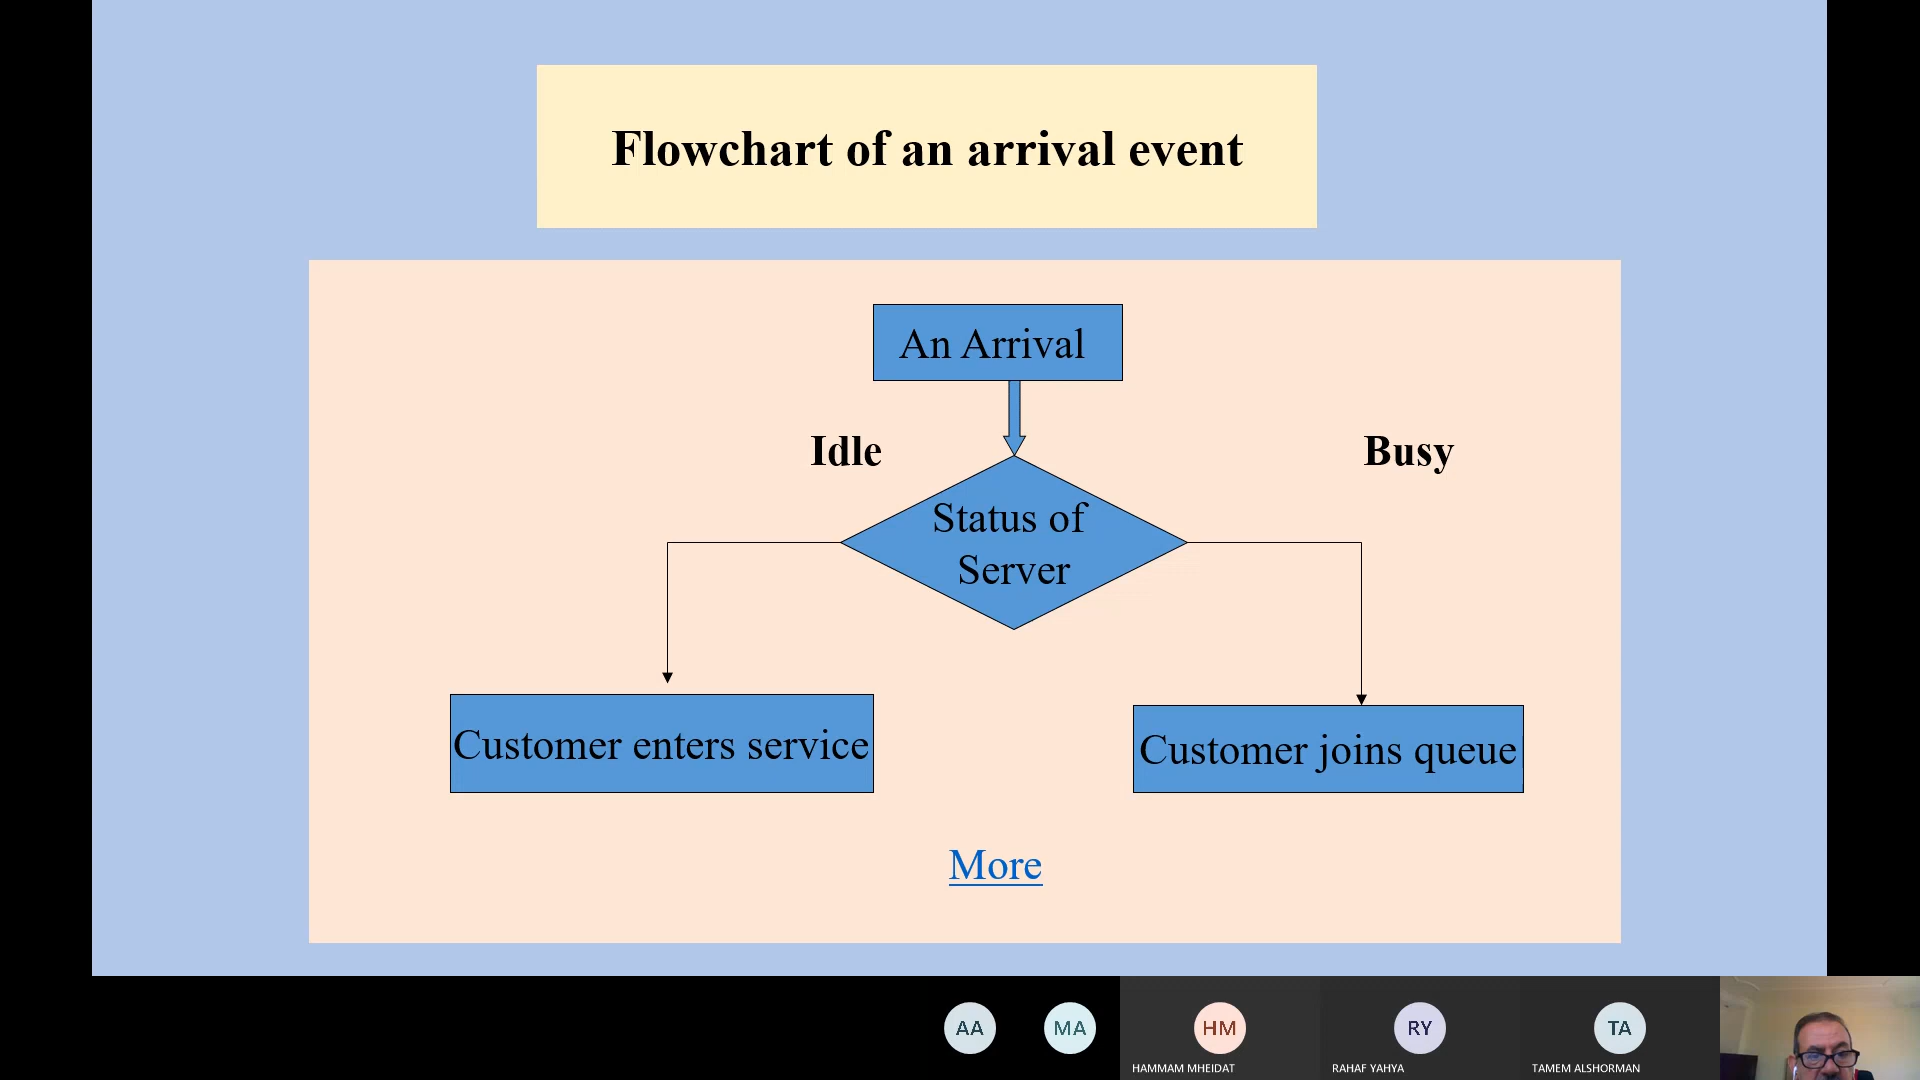 Flowchart of an arrival event
An Arrival
Idle
Busy
Status of
Server
Customer enters service
Customer joins queue
More
AA
MA
HM
RY
TA
HAMMAM MHEIDAT
RAHAF YAHYA
TAMEM ALSHORMAN